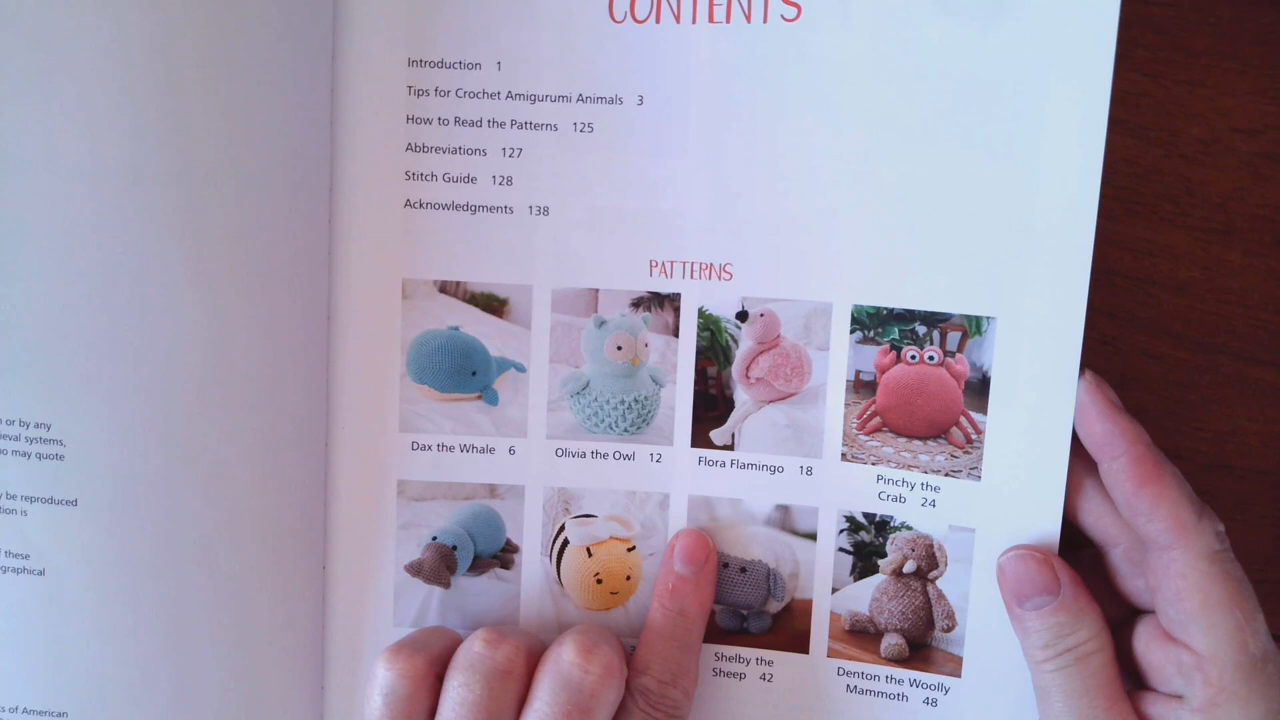 CONTENTS
Introduction 1
Tips for Crochet Amigurumi Animals 3
How to Read the Patterns 125
Abbreviations 127
Stitch Guide 128
Acknowledgments 138
PATTERNS
Dax the Whale 6
Olivia the Owl 12
Flora Flamingo 18
Pinchy the
Crab 24
Shelby the
Sheep 42
Denton the Woolly
Mammoth 48
or by any
ieval systems,
may quote
be reproduced
tion is
these
graphical
of American